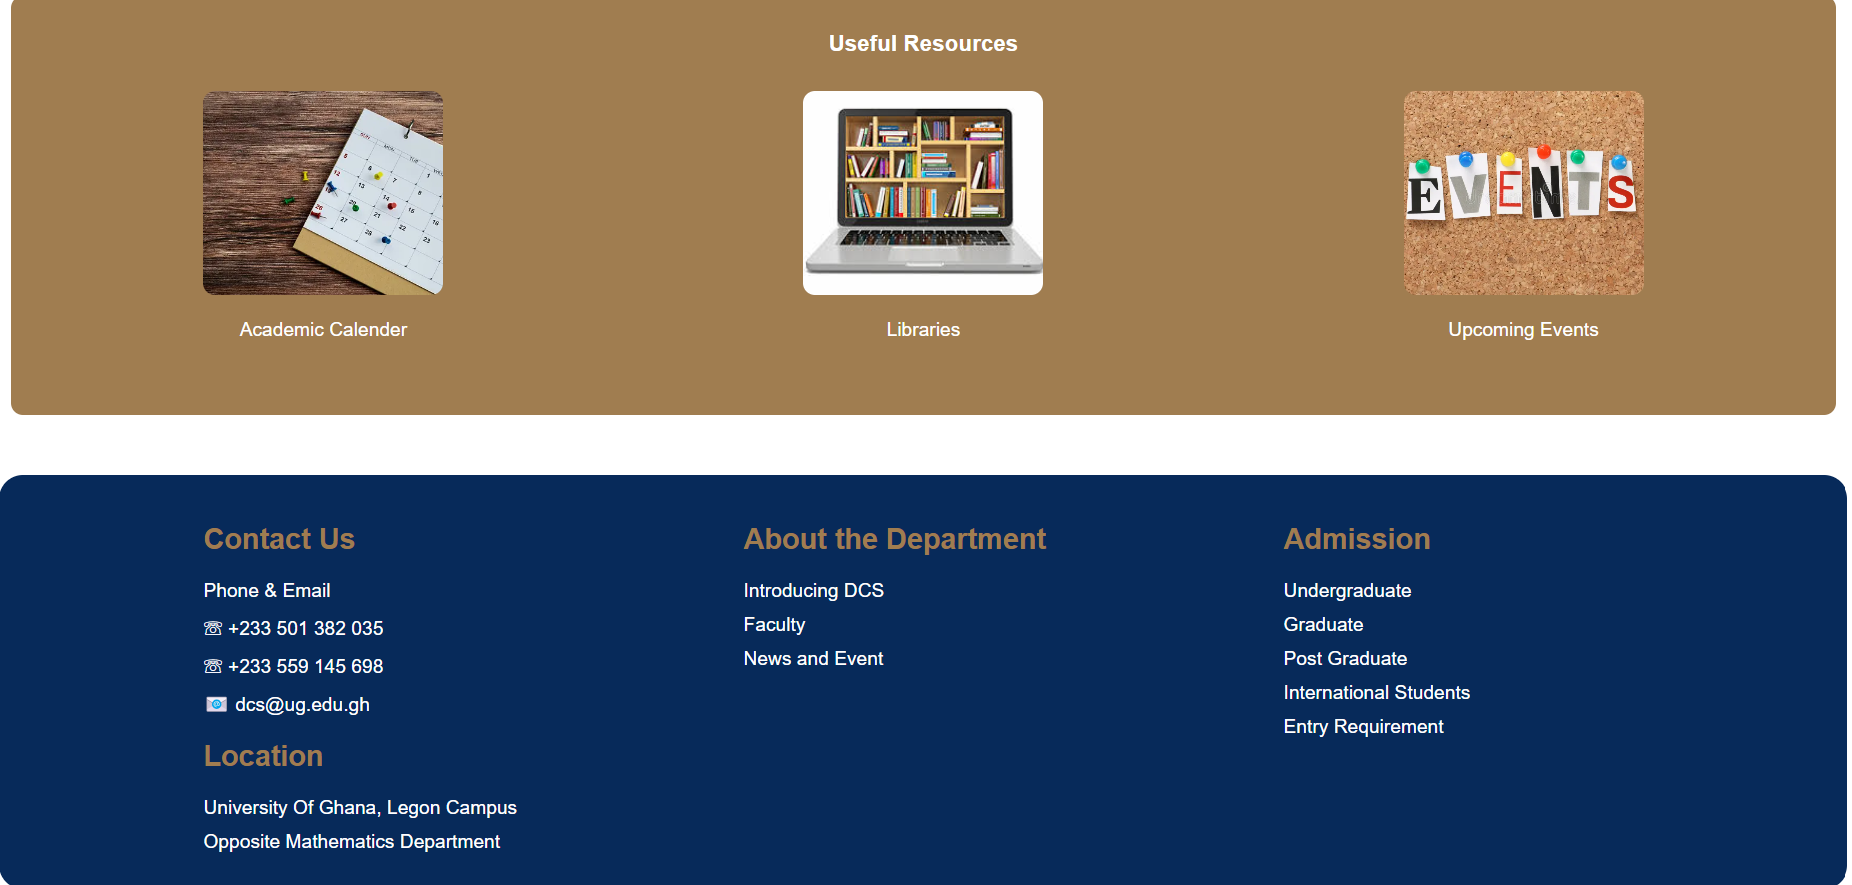 Useful Resources
EVENTS
Academic Calender
Libraries
Upcoming Events
Contact Us
Phone & Email
☏ +233 501 382 035
☏ +233 559 145 698
📧 dcs@ug.edu.gh
Location
University Of Ghana, Legon Campus
Opposite Mathematics Department
About the Department
Introducing DCS
Faculty
News and Event
Admission
Undergraduate
Graduate
Post Graduate
International Students
Entry Requirement